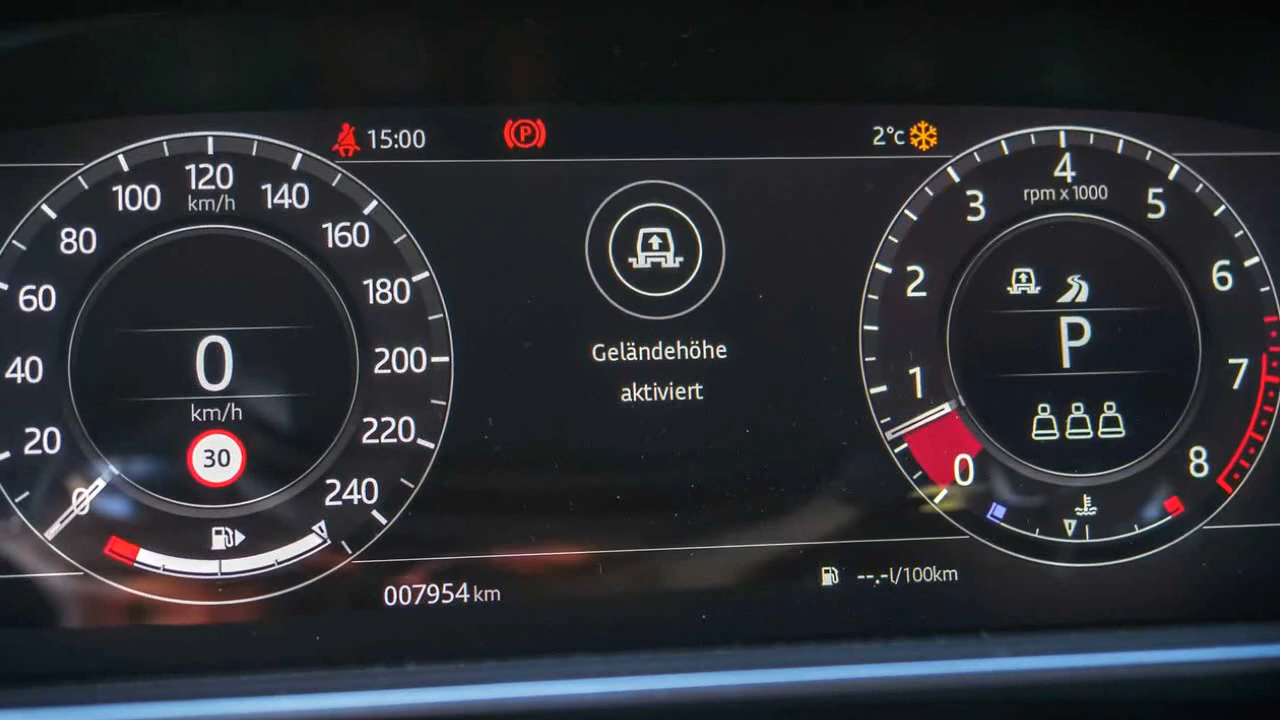 15:00
P
2°c
20
40
60
80
100
120
km/h
140
160
180
200
220
240
0
0
km/h
30
Geländehöhe
aktiviert
0
1
2
3
4
rpm x 1000
5
6
7
8
P
007954 km
--.-l/100km